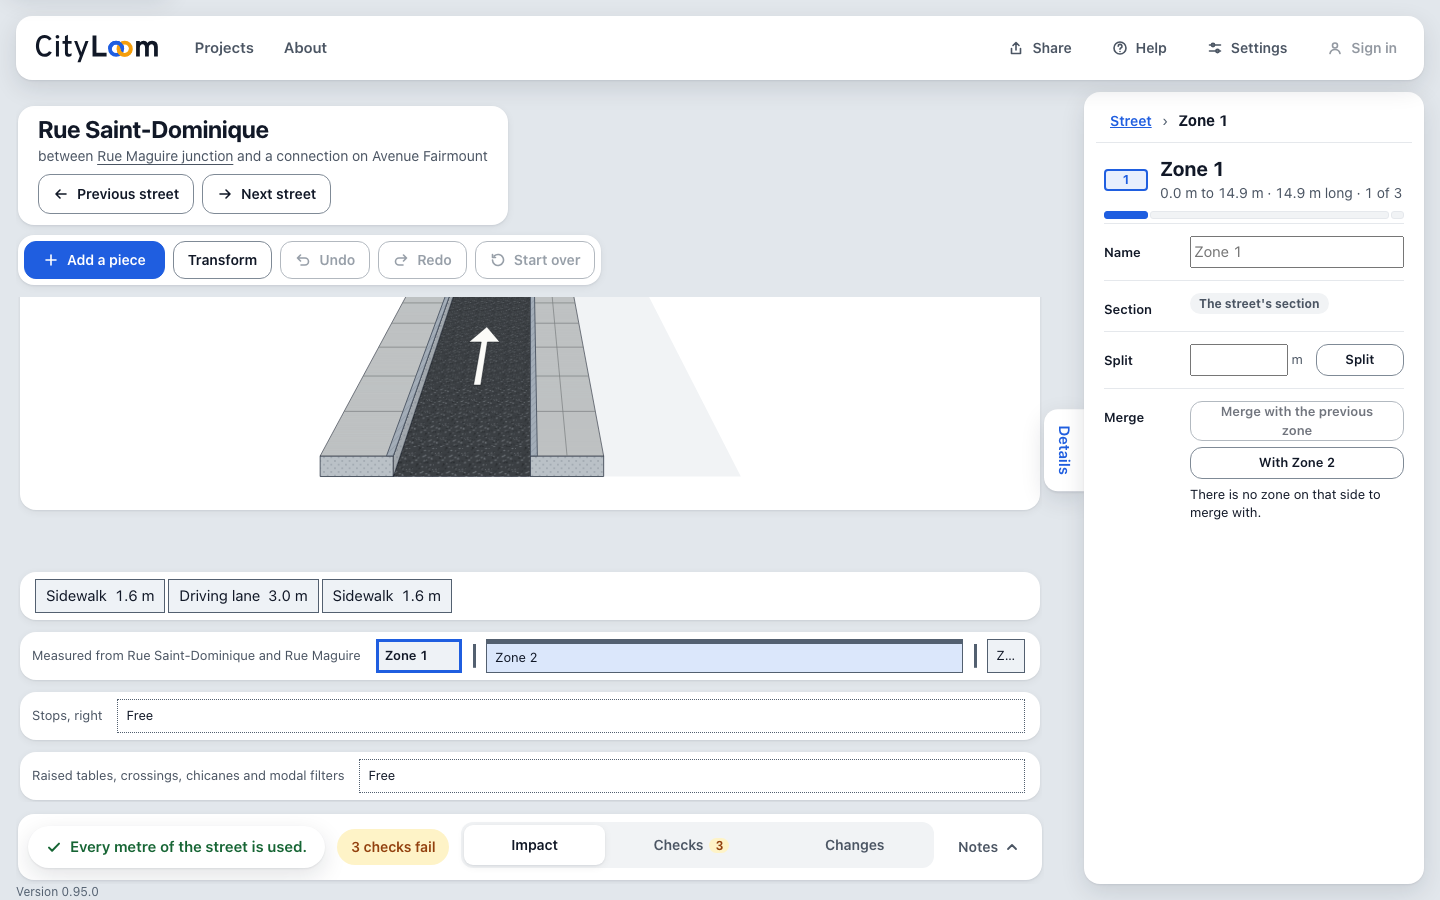 CityLoom
Projects
About
Share
Help
Settings
Sign in
Rue Saint-Dominique
between Rue Maguire junction and a connection on Avenue Fairmount
Previous street
Next street
Add a piece
Transform
Undo
Redo
Start over
Details
Sidewalk 1.6 m
Driving lane 3.0 m
Sidewalk 1.6 m
Measured from Rue Saint-Dominique and Rue Maguire
Zone 1
Zone 2
Z...
Stops, right
Free
Raised tables, crossings, chicanes and modal filters
Free
Every metre of the street is used.
3 checks fail
Impact
Checks 3
Changes
Notes
Version 0.95.0
Street › Zone 1
1
Zone 1
0.0 m to 14.9 m · 14.9 m long · 1 of 3
Name
Zone 1
Section
The street's section
Split
m
Split
Merge
Merge with the previous
zone
With Zone 2
There is no zone on that side to
merge with.